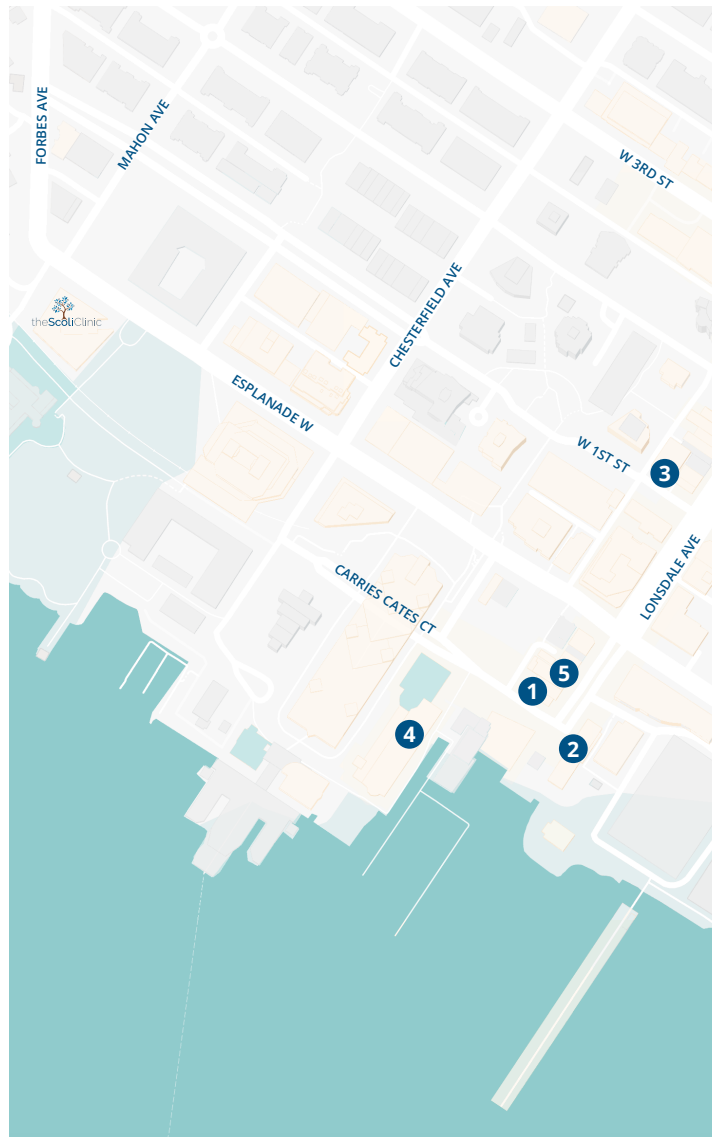 FORBES AVE
MAHON AVE
W 3RD ST
theScoliClinic
CHESTERFIELD AVE
ESPLANADE W
W 1ST ST
3
LONSDALE AVE
CARRIES CATES CT
5
1
4
2